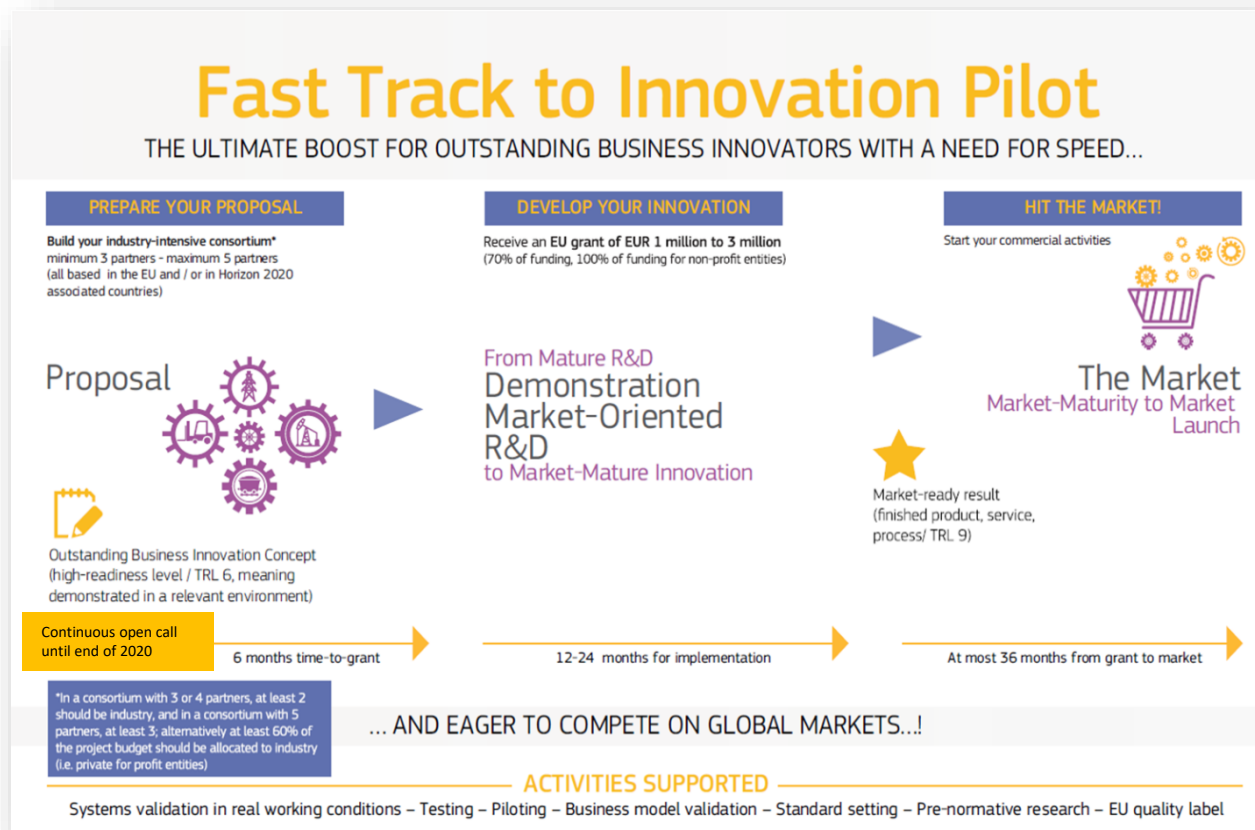 Fast Track to Innovation Pilot
THE ULTIMATE BOOST FOR OUTSTANDING BUSINESS INNOVATORS WITH A NEED FOR SPEED...
PREPARE YOUR PROPOSAL
Build your industry-intensive consortium*
minimum 3 partners - maximum 5 partners
(all based in the EU and / or in Horizon 2020
associated countries)
Proposal
Outstanding Business Innovation Concept
(high-readiness level / TRL 6, meaning
demonstrated in a relevant environment)
DEVELOP YOUR INNOVATION
Receive an EU grant of EUR 1 million to 3 million
(70% of funding, 100% of funding for non-profit entities)
From Mature R&D
Demonstration
Market-Oriented
R&D
to Market-Mature Innovation
HIT THE MARKET!
Start your commercial activities
The Market
Market-Maturity to Market
Launch
Market-ready result
(finished product, service,
process/ TRL 9)
Continuous open call
until end of 2020
6 months time-to-grant
12-24 months for implementation
At most 36 months from grant to market
*In a consortium with 3 or 4 partners, at least 2
should be industry, and in a consortium with 5
partners, at least 3; alternatively at least 60% of
the project budget should be allocated to industry
(i.e. private for profit entities)
... AND EAGER TO COMPETE ON GLOBAL MARKETS...!
ACTIVITIES SUPPORTED
Systems validation in real working conditions – Testing – Piloting – Business model validation – Standard setting – Pre-normative research – EU quality label